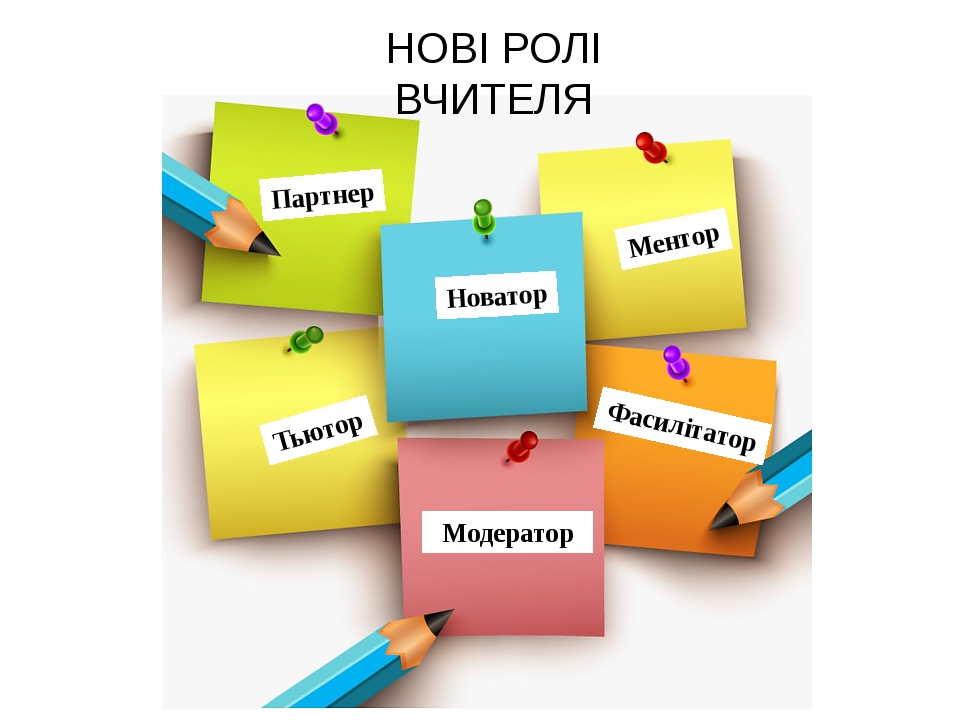 НОВІ РОЛІ
ВЧИТЕЛЯ
Партнер
Ментор
Новатор
Тьютор
Фасилітатор
Модератор